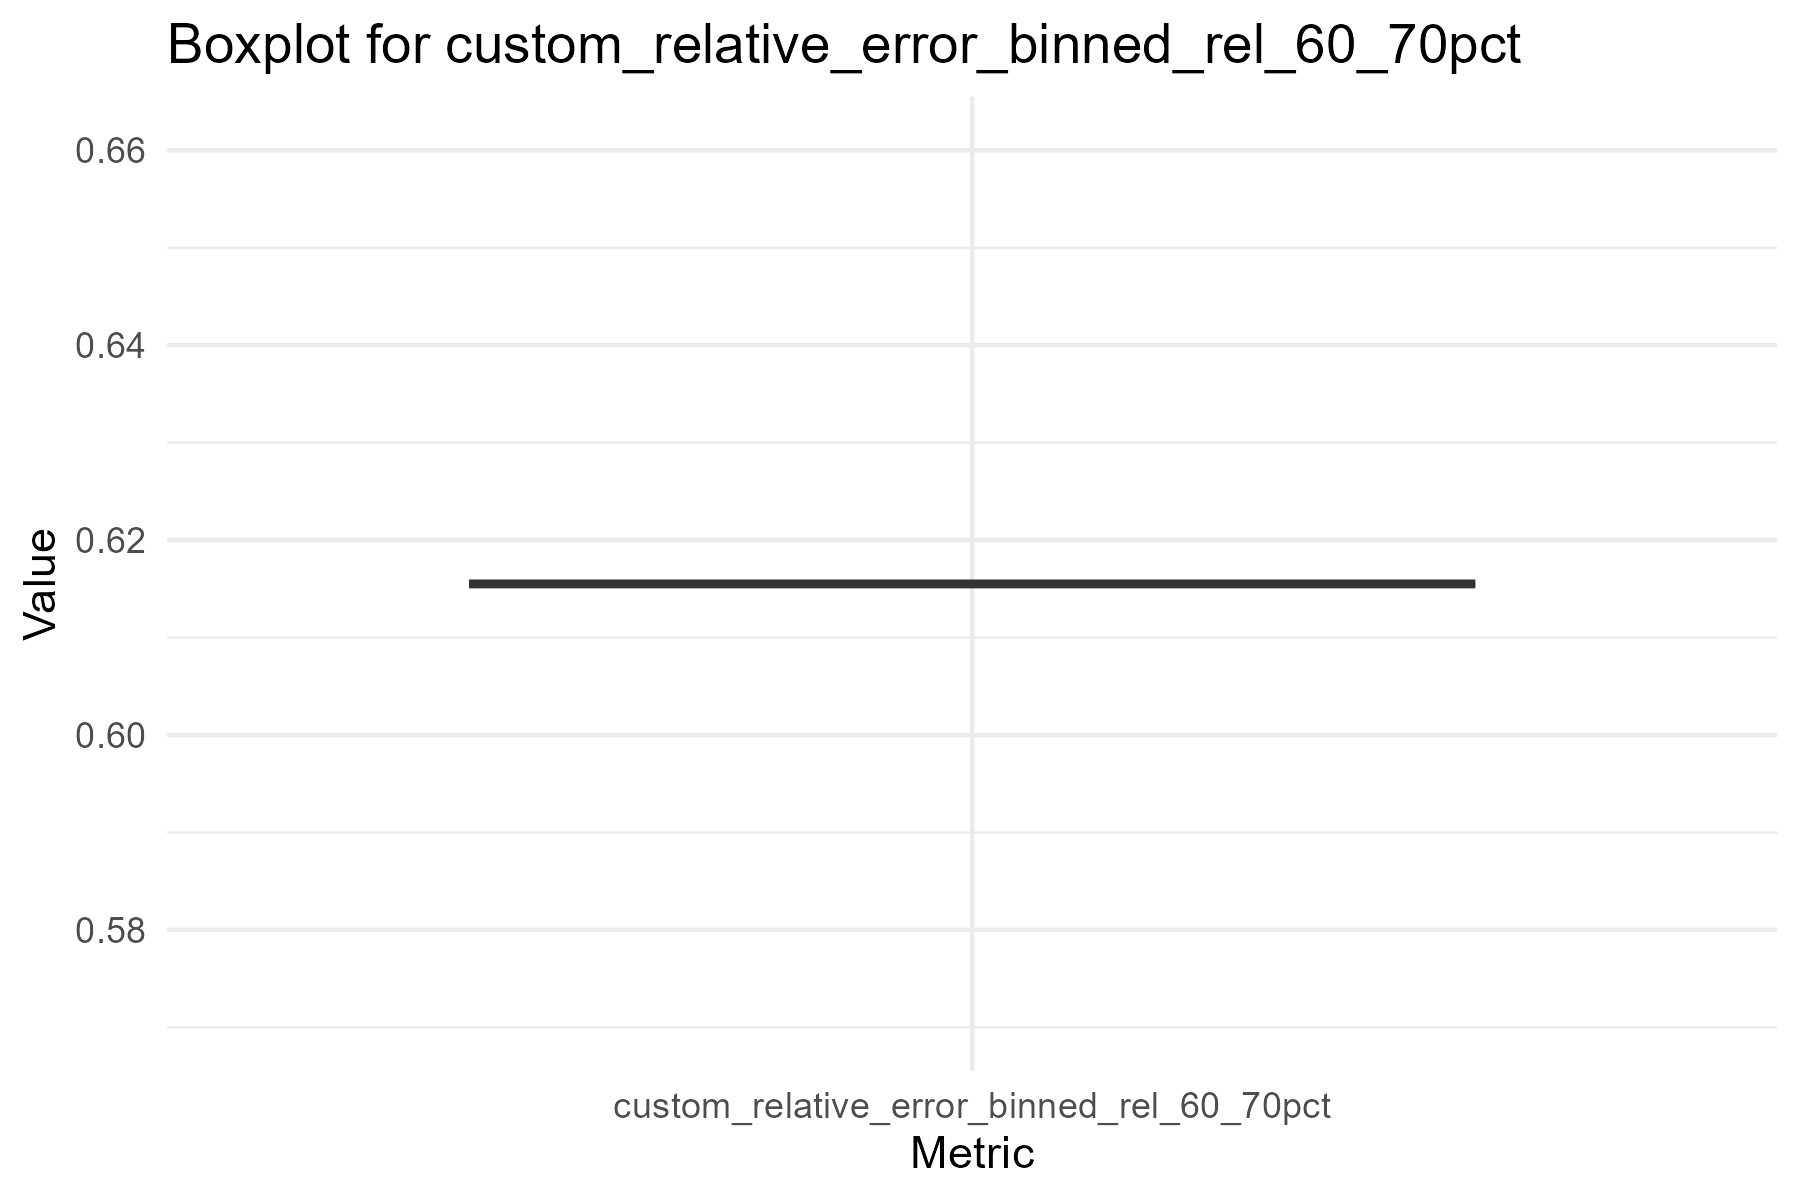 Boxplot for custom_relative_error_binned_rel_60_70pct
0.66
0.64
0.62
0.60
0.58
Value
custom_relative_error_binned_rel_60_70pct
Metric